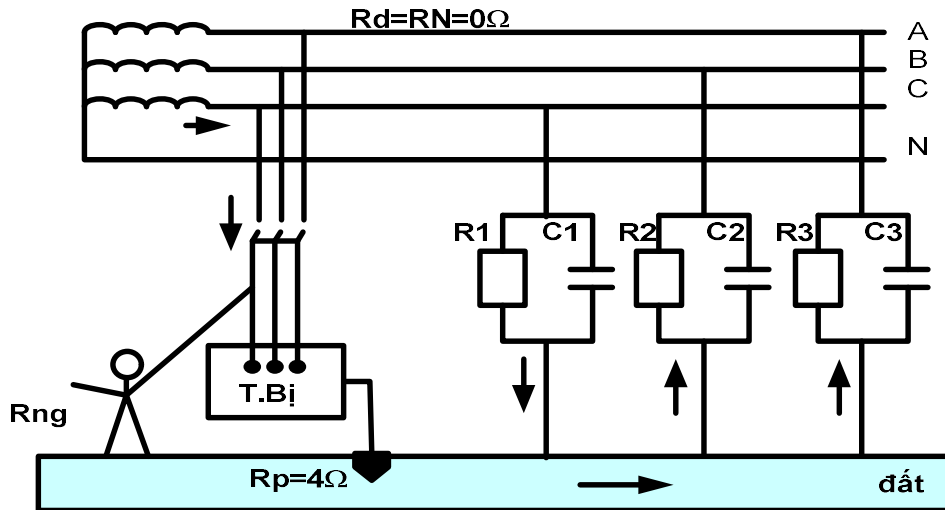 Rd=RN=0Ω
A
B
C
N
R1 C1 R2 C2 R3 C3
T.Bị
Rng
Rp=4Ω
đất